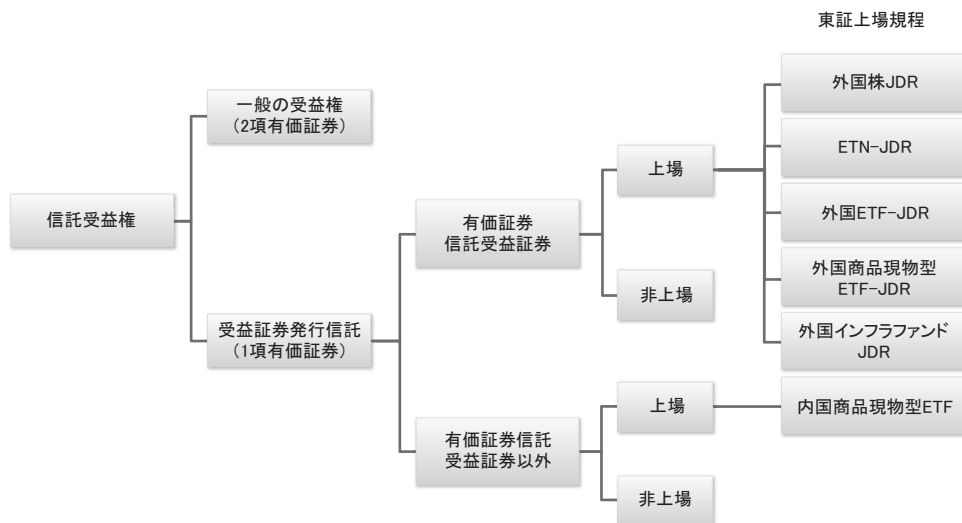 東証上場規程
外国株JDR
一般の受益権
(2項有価証券)
ETN-JDR
上場
信託受益権
有価証券
信託受益証券
外国ETF-JDR
外国商品現物型
ETF-JDR
非上場
受益証券発行信託
(1項有価証券)
外国インフラファンド
JDR
上場
内国商品現物型ETF
有価証券信託
受益証券以外
非上場